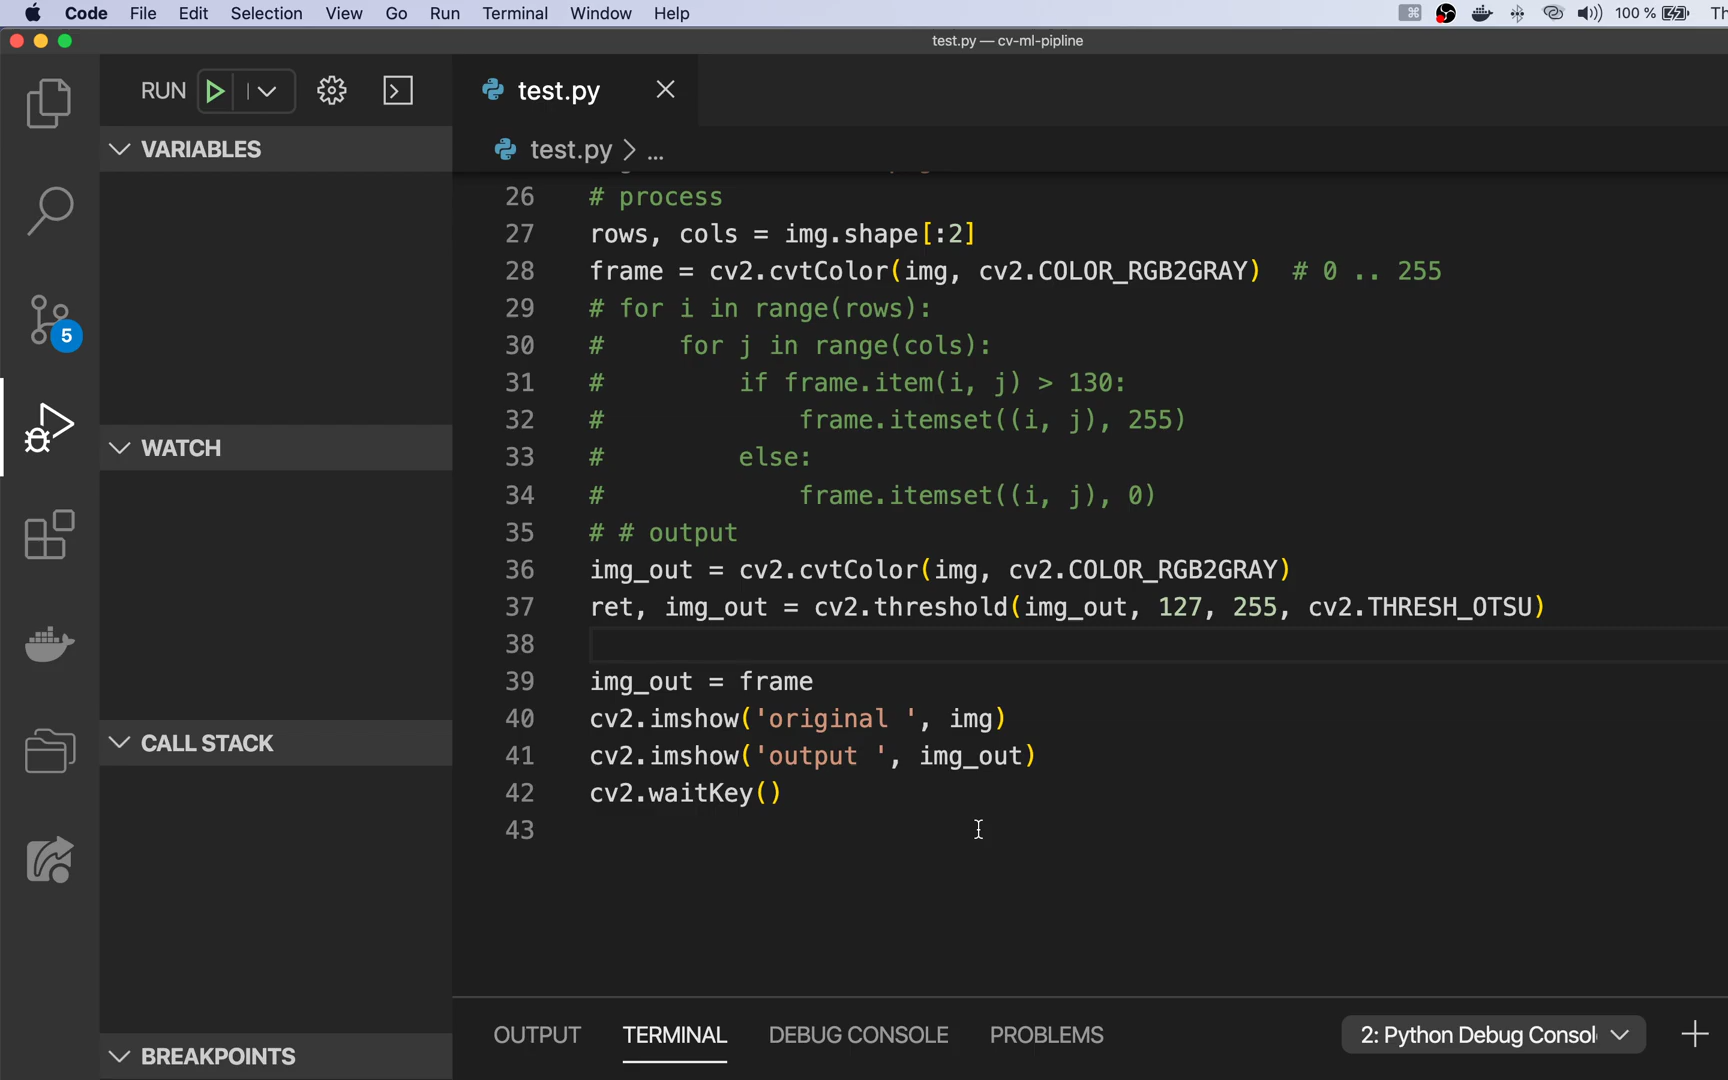 Code File Edit Selection View Go Run Terminal Window Help 100 % Th
test.py — cv-ml-pipline
RUN
test.py
VARIABLES
test.py > ...
26 # process
27 rows, cols = img.shape[:2]
28 frame = cv2.cvtColor(img, cv2.COLOR_RGB2GRAY) # 0 .. 255
29 # for i in range(rows):
30 # for j in range(cols):
31 # if frame.item(i, j) > 130:
32 # frame.itemset((i, j), 255)
33 # else:
34 # frame.itemset((i, j), 0)
35 # # output
36 img_out = cv2.cvtColor(img, cv2.COLOR_RGB2GRAY)
37 ret, img_out = cv2.threshold(img_out, 127, 255, cv2.THRESH_OTSU)
38
39 img_out = frame
40 cv2.imshow('original ', img)
41 cv2.imshow('output ', img_out)
42 cv2.waitKey()
43
5
WATCH
CALL STACK
BREAKPOINTS
OUTPUT TERMINAL DEBUG CONSOLE PROBLEMS 2: Python Debug Consol